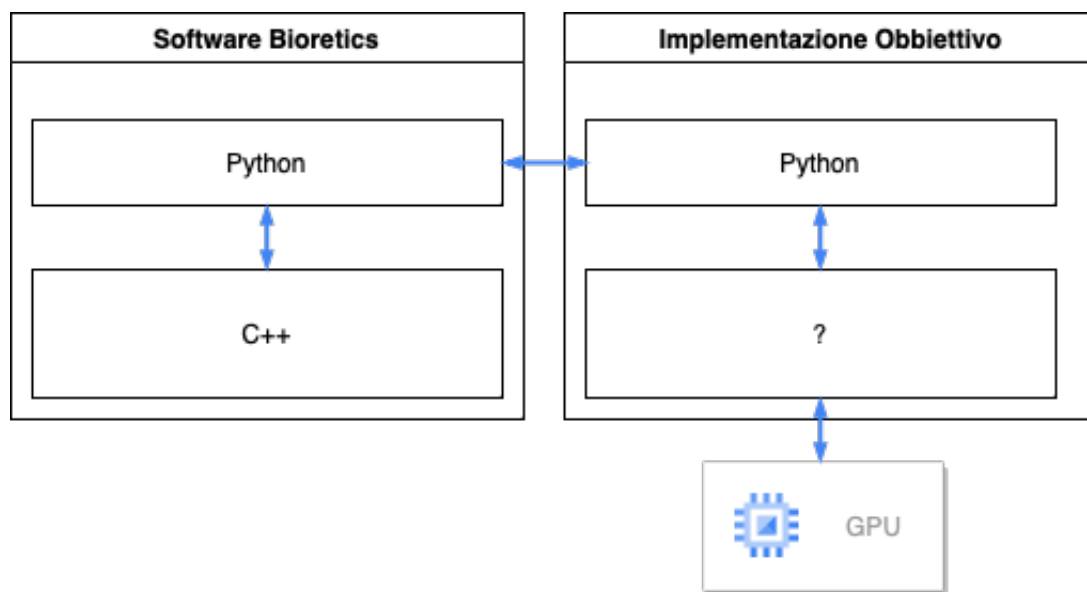 Software Bioretics
Implementazione Obbiettivo
Python
Python
C++
?
GPU